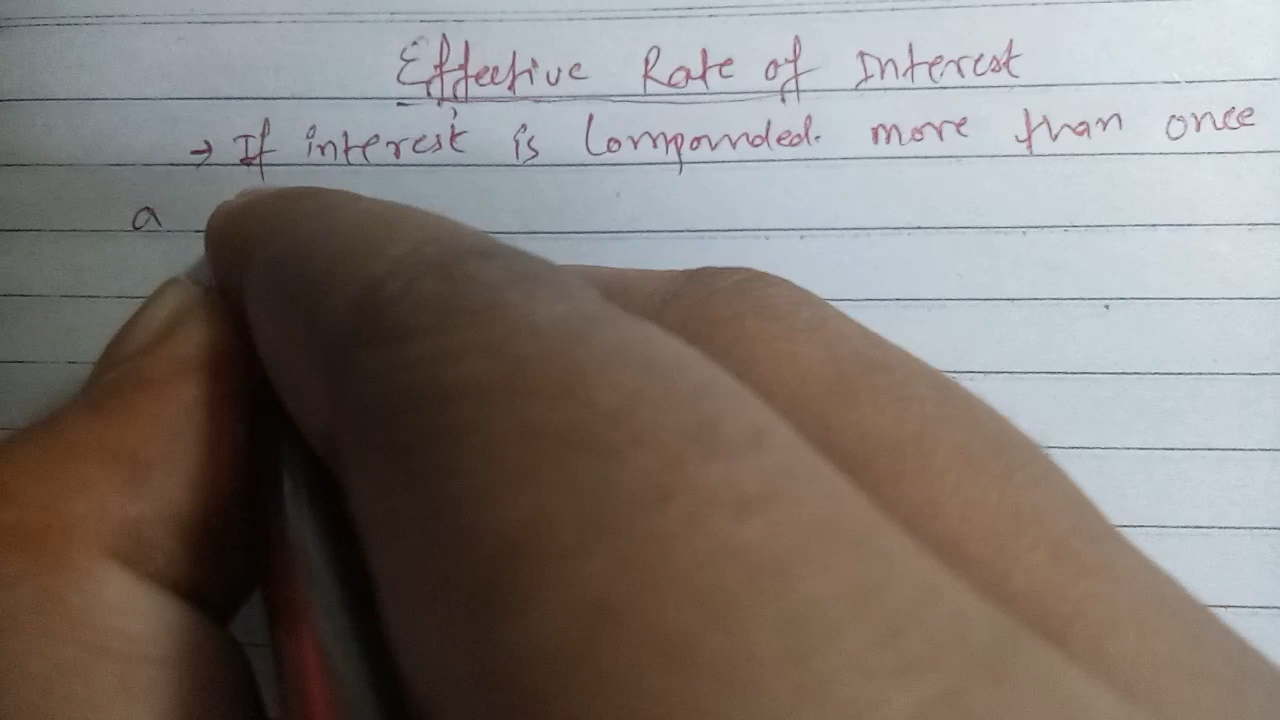 Effective Rate of Interest
→ If interest is Compounded. more than once
a